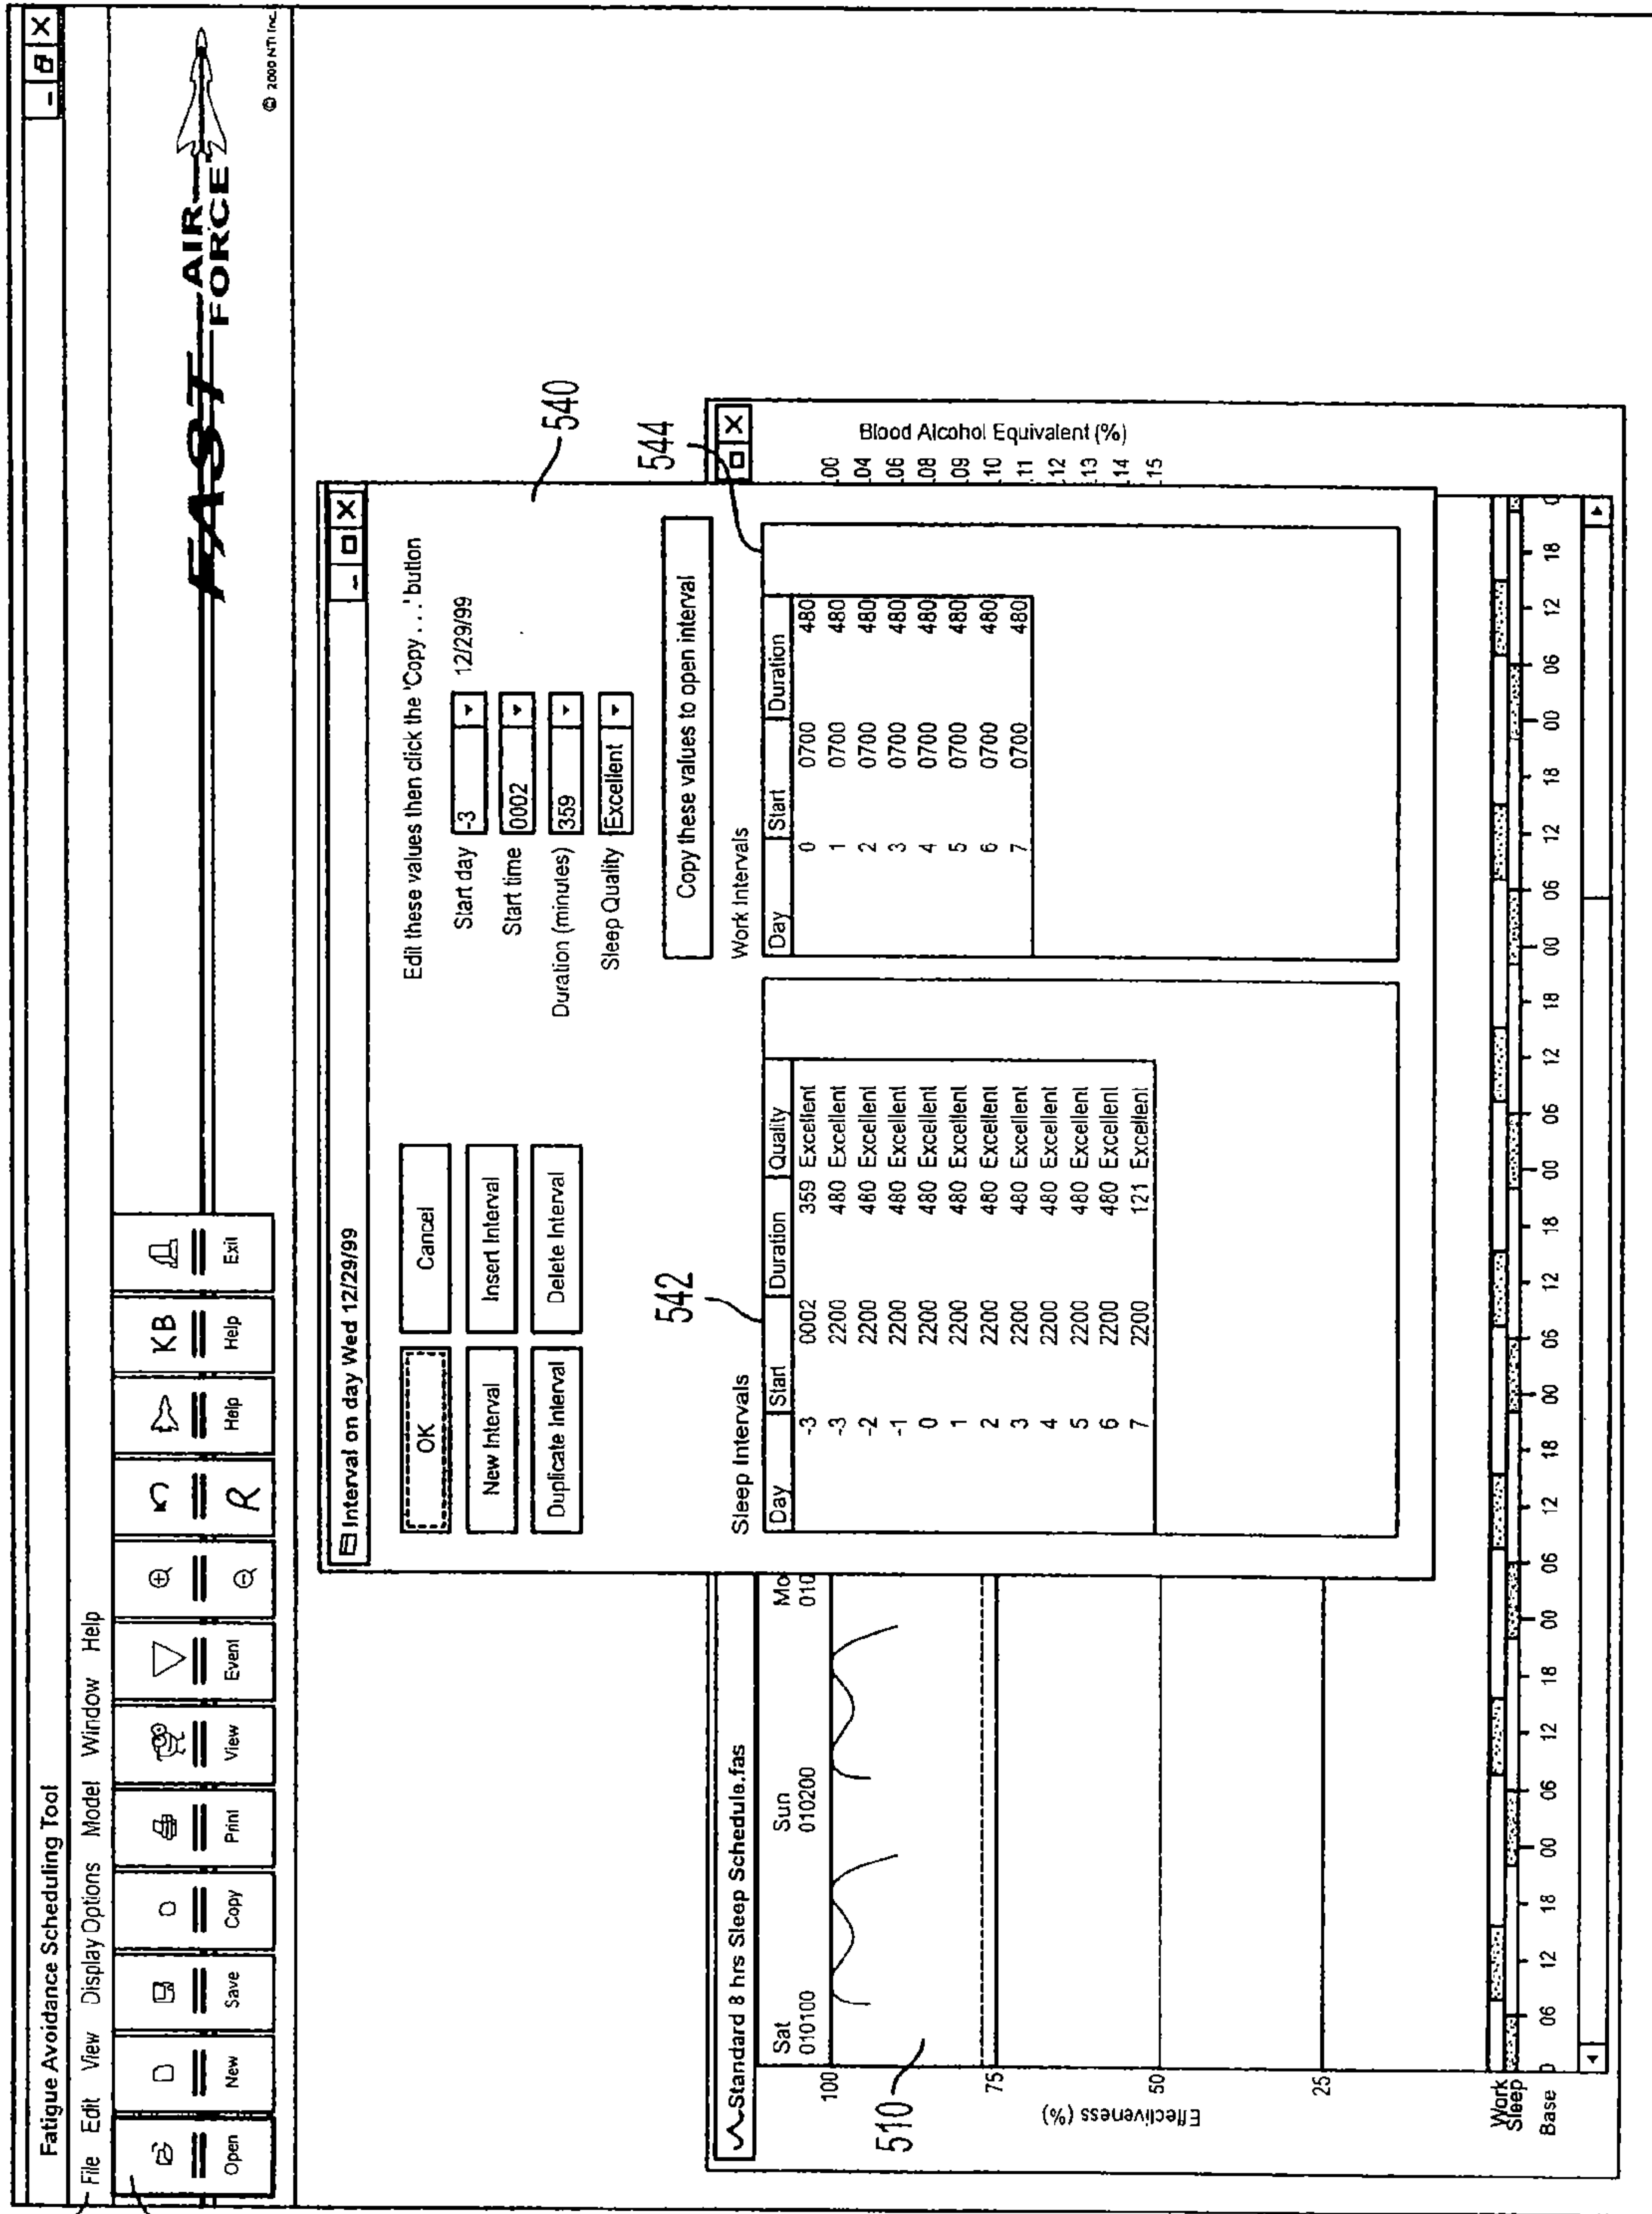 Fatigue Avoidance Scheduling Tool
File Edit View Display Options Model Window Help
Open New Save Copy Print View Event R Help KB Help Exit
FAST AIR FORCE
© 2000 NTI Inc.
Interval on day Wed 12/29/99
OK Cancel
New Interval Insert Interval
Duplicate Interval Delete Interval
Edit these values then click the 'Copy . . .' button
Start day -3 12/29/99
Start time 0002
Duration (minutes) 359
Sleep Quality Excellent
Copy these values to open interval
540
542
544
Sleep Intervals
Day Start Duration Quality
-3 0002 359 Excellent
-3 2200 480 Excellent
-2 2200 480 Excellent
-1 2200 480 Excellent
0 2200 480 Excellent
1 2200 480 Excellent
2 2200 480 Excellent
3 2200 480 Excellent
4 2200 480 Excellent
5 2200 480 Excellent
6 2200 480 Excellent
7 2200 121 Excellent
Work Intervals
Day Start Duration
0 0700 480
1 0700 480
2 0700 480
3 0700 480
4 0700 480
5 0700 480
6 0700 480
7 0700 480
Standard 8 hrs Sleep Schedule.fas
Sat Sun Mo
010100 010200 010
100
75
50
25
Effectiveness (%)
510
Blood Alcohol Equivalent (%)
.00
.04
.06
.08
.09
.10
.11
.12
.13
.14
.15
Work
Sleep
Base 0 06 12 18 00 06 12 18 00 06 12 18 00 06 12 18 00 06 12 18 00 06 12 18 00 06 12 18 0